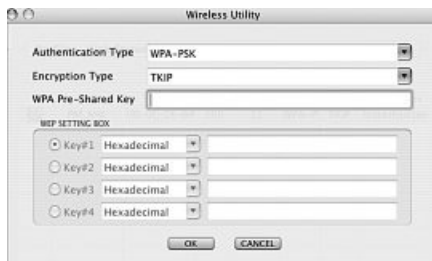 Wireless Utility
Authentication Type WPA-PSK
Encryption Type TKIP
WPA Pre-Shared Key
WEP SETTING BOX
Key#1 Hexadecimal
Key#2 Hexadecimal
Key#3 Hexadecimal
Key#4 Hexadecimal
OK CANCEL